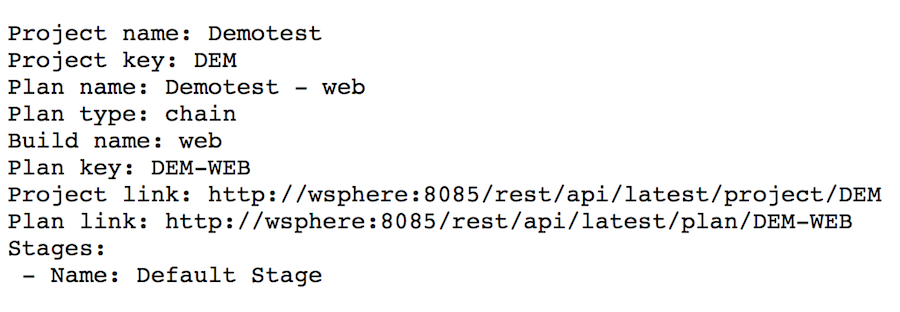 Project name: Demotest
Project key: DEM
Plan name: Demotest - web
Plan type: chain
Build name: web
Plan key: DEM-WEB
Project link: http://wsphere:8085/rest/api/latest/project/DEM
Plan link: http://wsphere:8085/rest/api/latest/plan/DEM-WEB
Stages:
 - Name: Default Stage